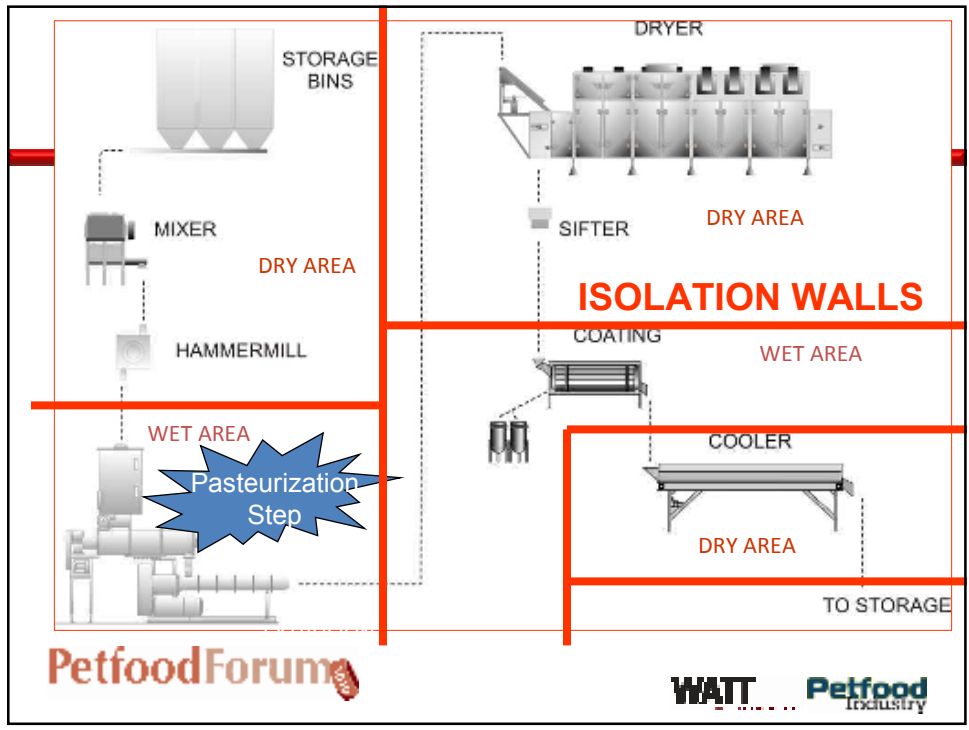 STORAGE
BINS
MIXER
DRY AREA
HAMMERMILL
WET AREA
Pasteurization
Step
DRYER
SIFTER
DRY AREA
ISOLATION WALLS
COATING
WET AREA
COOLER
DRY AREA
TO STORAGE
PetfoodForum
WATT
Petfood
Industry